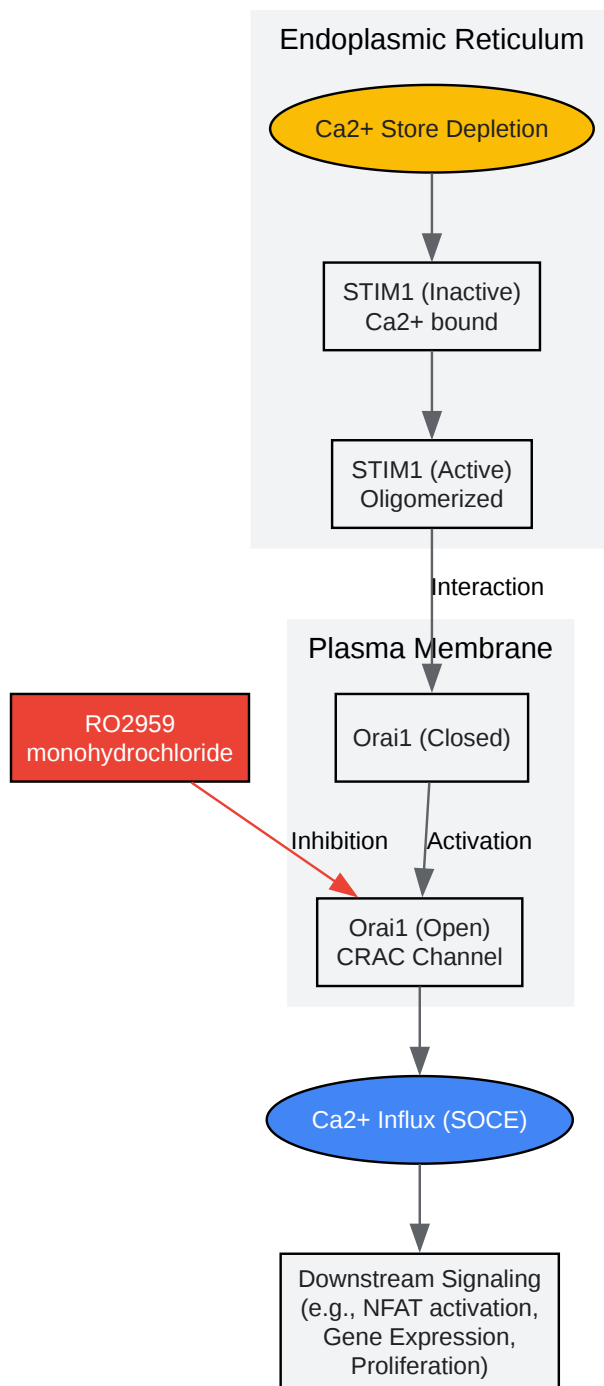 Endoplasmic Reticulum
Ca2+ Store Depletion
STIM1 (Inactive)
Ca2+ bound
STIM1 (Active)
Oligomerized
Interaction
Plasma Membrane
RO2959
monohydrochloride
Orai1 (Closed)
Inhibition
Activation
Orai1 (Open)
CRAC Channel
Ca2+ Influx (SOCE)
Downstream Signaling
(e.g., NFAT activation,
Gene Expression,
Proliferation)